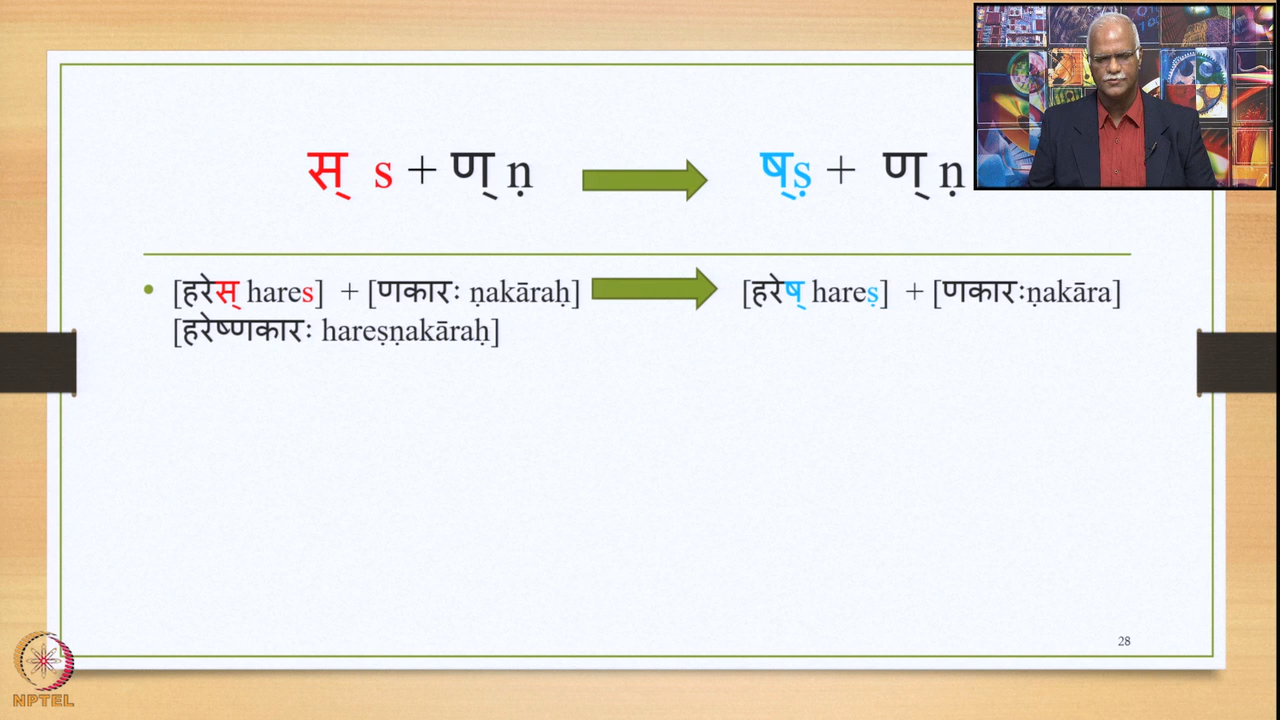 स् s + ण् ṇ ष्ṣ + ण् ṇ
[हरेस् hares] + [णकारः ṇakāraḥ] [हरेष् hareṣ] + [णकारःṇakāra]
[हरेष्णकारः hareṣṇakāraḥ]
28
NPTEL